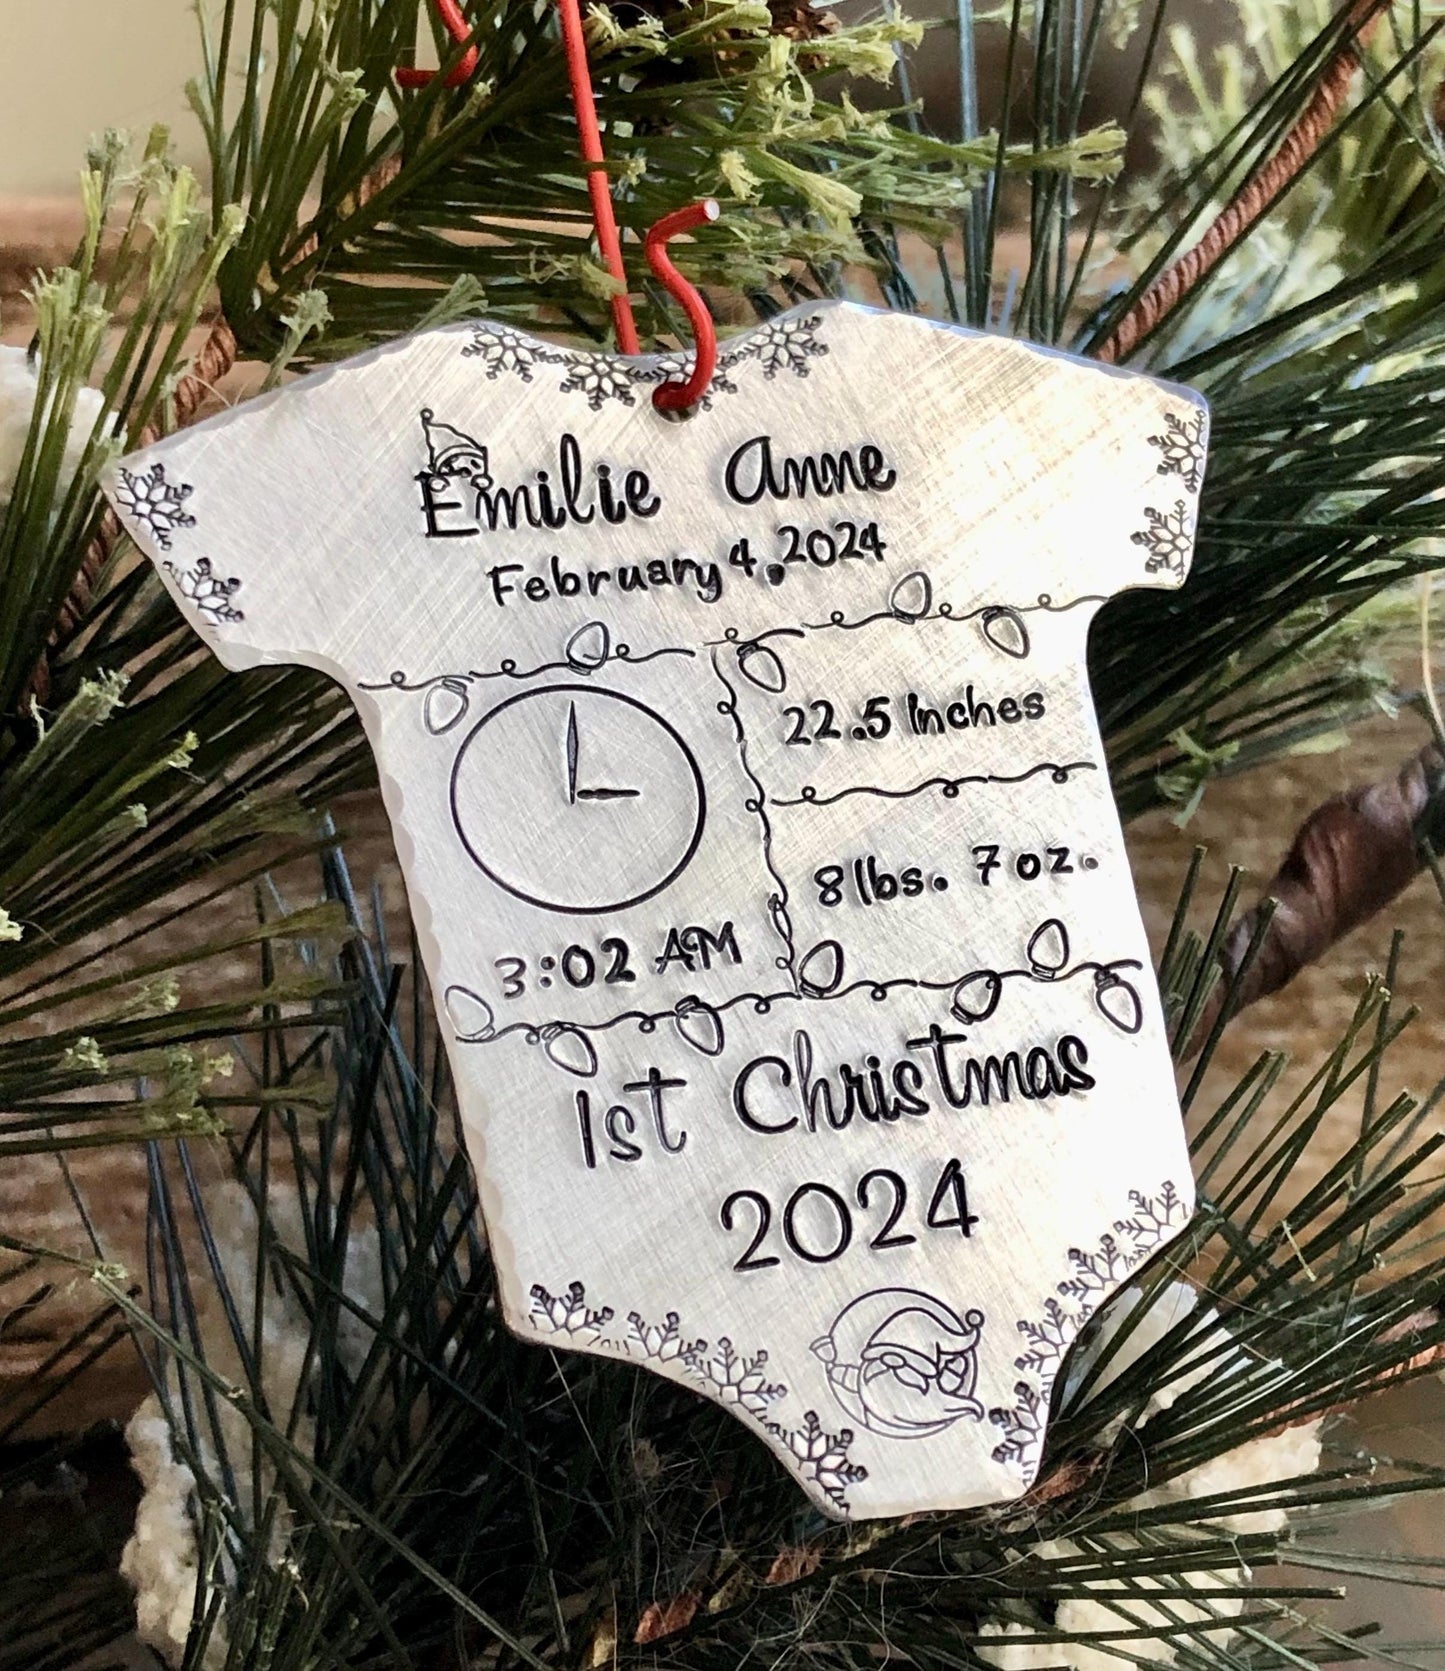 Emilie Anne
February 4, 2024
22.5 Inches
8 lbs. 7 oz.
3:02 AM
1st Christmas
2024